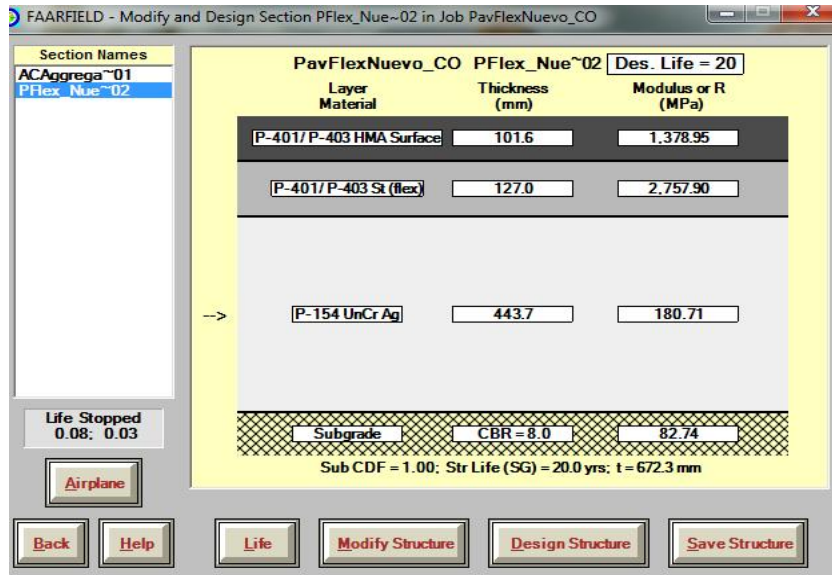 FAARFIELD - Modify and Design Section PFlex_Nue~02 in Job PavFlexNuevo_CO
Section Names
ACAggrega~01
PFlex_Nue~02
PavFlexNuevo_CO PFlex_Nue~02 Des. Life = 20
Layer Material Thickness (mm) Modulus or R (MPa)
P-401/ P-403 HMA Surface 101.6 1,378.95
P-401/ P-403 St (flex) 127.0 2,757.90
--> P-154 UnCr Ag 443.7 180.71
Subgrade CBR = 8.0 82.74
Sub CDF = 1.00; Str Life (SG) = 20.0 yrs; t = 672.3 mm
Life Stopped
0.08; 0.03
Airplane
Back Help Life Modify Structure Design Structure Save Structure